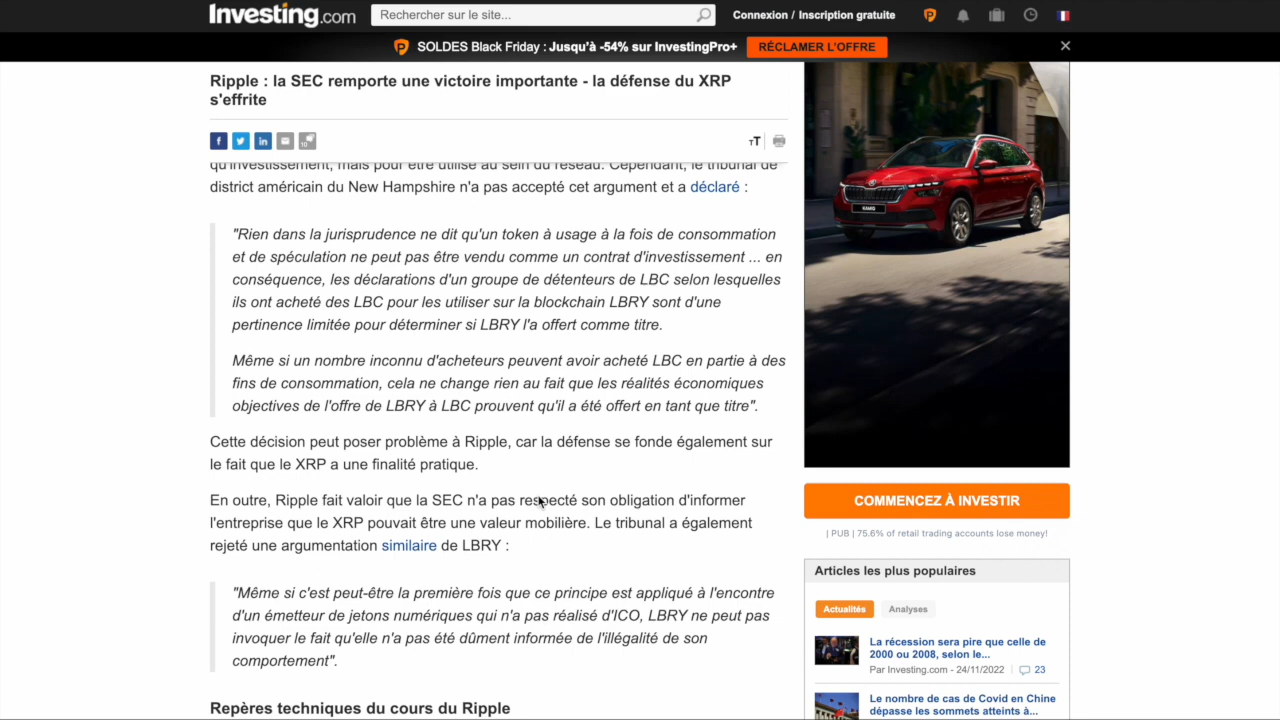 Investing.com
Rechercher sur le site...
Connexion / Inscription gratuite
SOLDES Black Friday : Jusqu'à -54% sur InvestingPro+
RÉCLAMER L'OFFRE
Ripple : la SEC remporte une victoire importante - la défense du XRP
s'effrite
10
TT
qu'investissement, mais pour être utilisé au sein du réseau. Cependant, le tribunal de
district américain du New Hampshire n'a pas accepté cet argument et a déclaré :
"Rien dans la jurisprudence ne dit qu'un token à usage à la fois de consommation
et de spéculation ne peut pas être vendu comme un contrat d'investissement ... en
conséquence, les déclarations d'un groupe de détenteurs de LBC selon lesquelles
ils ont acheté des LBC pour les utiliser sur la blockchain LBRY sont d'une
pertinence limitée pour déterminer si LBRY l'a offert comme titre.
Même si un nombre inconnu d'acheteurs peuvent avoir acheté LBC en partie à des
fins de consommation, cela ne change rien au fait que les réalités économiques
objectives de l'offre de LBRY à LBC prouvent qu'il a été offert en tant que titre".
Cette décision peut poser problème à Ripple, car la défense se fonde également sur
le fait que le XRP a une finalité pratique.
En outre, Ripple fait valoir que la SEC n'a pas respecté son obligation d'informer
l'entreprise que le XRP pouvait être une valeur mobilière. Le tribunal a également
rejeté une argumentation similaire de LBRY :
"Même si c'est peut-être la première fois que ce principe est appliqué à l'encontre
d'un émetteur de jetons numériques qui n'a pas réalisé d'ICO, LBRY ne peut pas
invoquer le fait qu'elle n'a pas été dûment informée de l'illégalité de son
comportement".
Repères techniques du cours du Ripple
KAMIQ
COMMENCEZ À INVESTIR
| PUB | 75.6% of retail trading accounts lose money!
Articles les plus populaires
Actualités
Analyses
La récession sera pire que celle de
2000 ou 2008, selon le...
Par Investing.com - 24/11/2022 | 23
Le nombre de cas de Covid en Chine
dépasse les sommets atteints à...